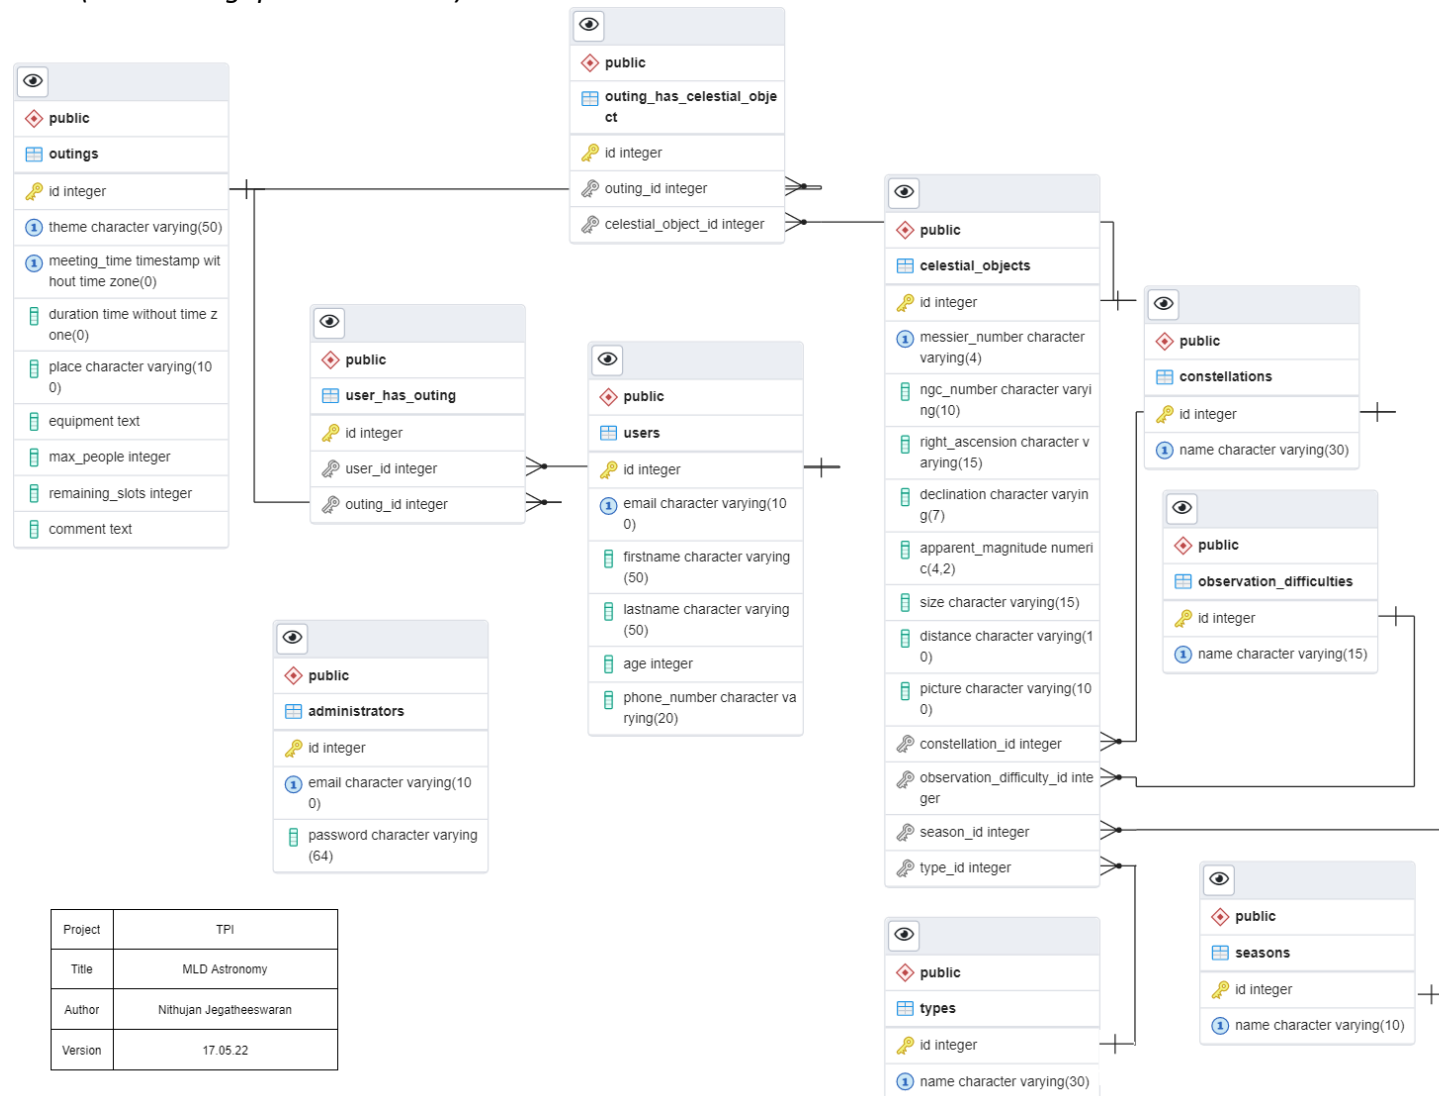 public
outing_has_celestial_obje
ct
id integer
outing_id integer
celestial_object_id integer
public
outings
id integer
theme character varying(50)
meeting_time timestamp wit
hout time zone(0)
duration time without time z
one(0)
place character varying(10
0)
equipment text
max_people integer
remaining_slots integer
comment text
public
user_has_outing
id integer
user_id integer
outing_id integer
public
users
id integer
email character varying(10
0)
firstname character varying
(50)
lastname character varying
(50)
age integer
phone_number character va
rying(20)
public
celestial_objects
id integer
messier_number character
varying(4)
ngc_number character varyi
ng(10)
right_ascension character v
arying(15)
declination character varyin
g(7)
apparent_magnitude numeri
c(4,2)
size character varying(15)
distance character varying(1
0)
picture character varying(10
0)
constellation_id integer
observation_difficulty_id inte
ger
season_id integer
type_id integer
public
constellations
id integer
name character varying(30)
public
observation_difficulties
id integer
name character varying(15)
public
administrators
id integer
email character varying(10
0)
password character varying
(64)
public
seasons
id integer
name character varying(10)
public
types
id integer
name character varying(30)
Project TPI
Title MLD Astronomy
Author Nithujan Jegatheeswaran
Version 17.05.22